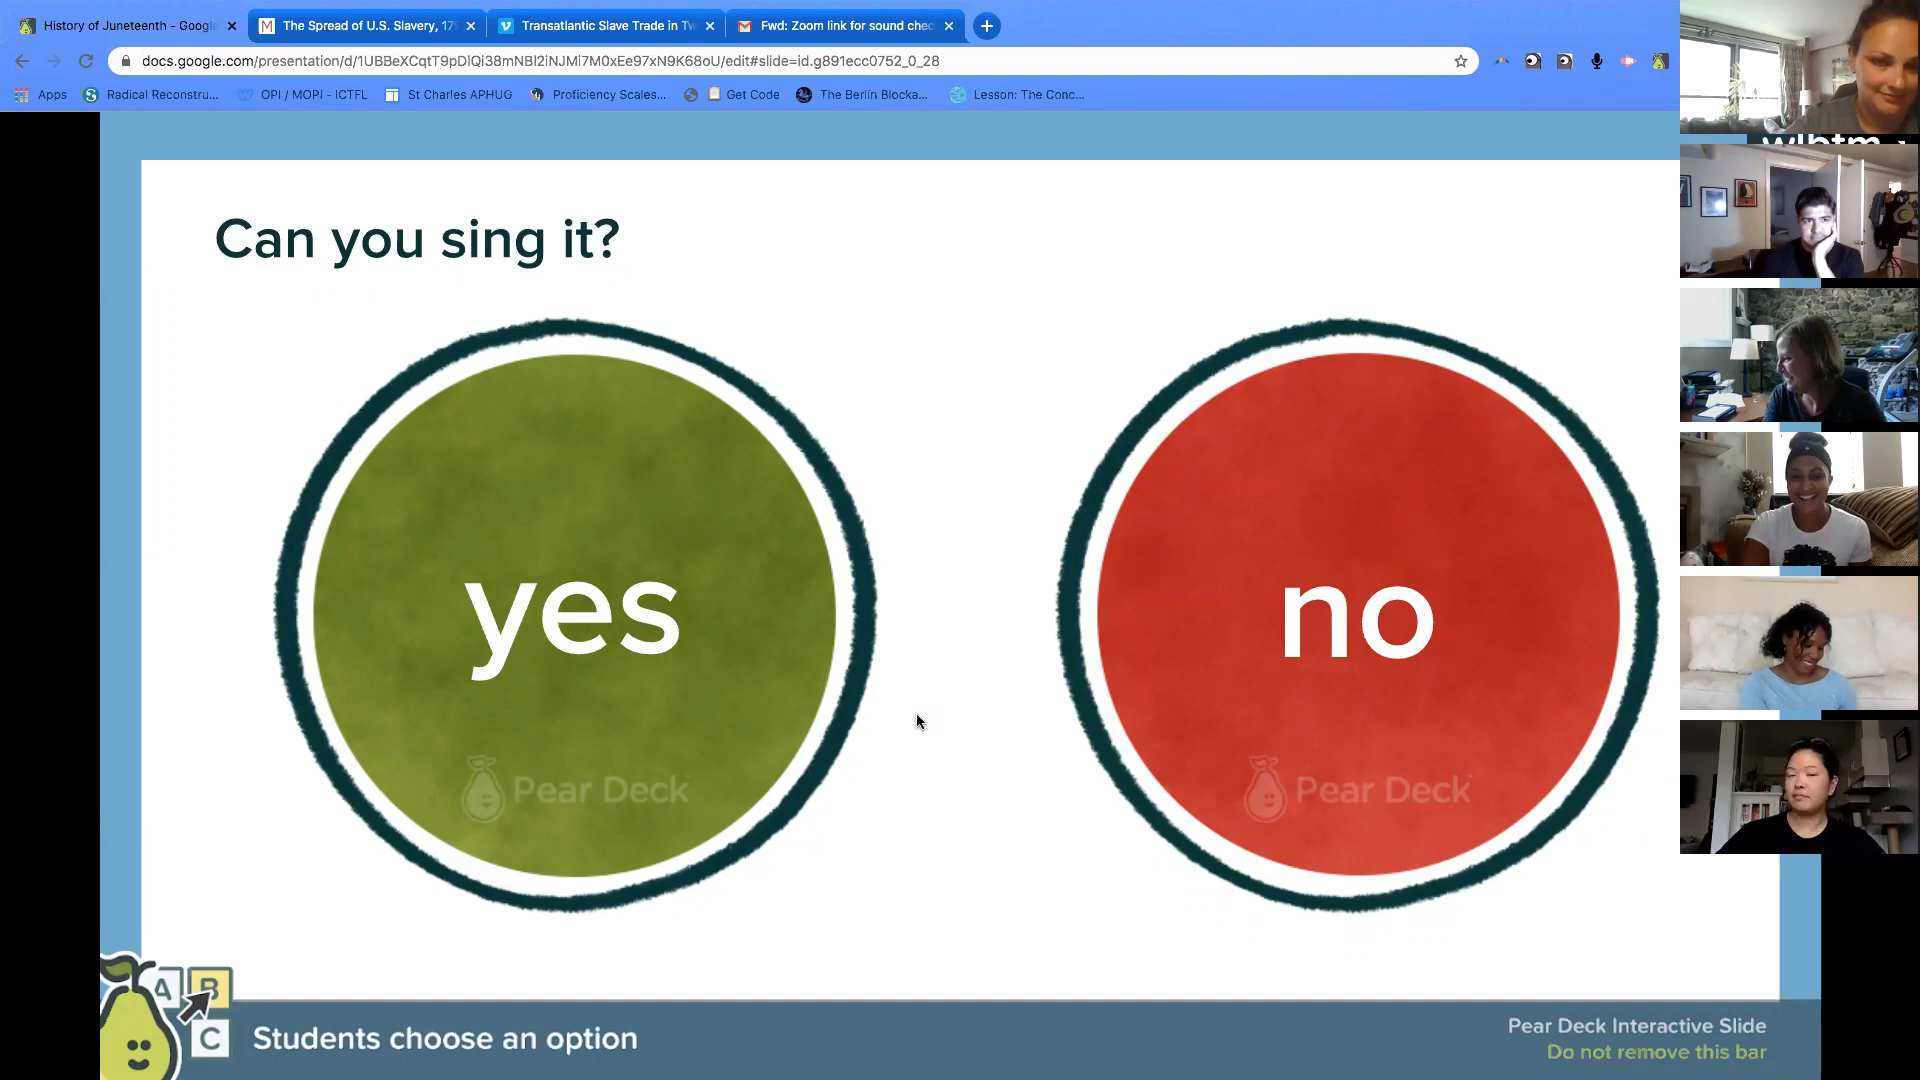 History of Juneteenth - Google
The Spread of U.S. Slavery, 179
Transatlantic Slave Trade in Tw
Fwd: Zoom link for sound chec
docs.google.com/presentation/d/1UBBeXCqtT9pDlQi38mNBl2iNJMi7M0xEe97xN9K68oU/edit#slide=id.g891ecc0752_0_28
Apps
Radical Reconstru...
OPI / MOPI - ICTFL
St Charles APHUG
Proficiency Scales...
Get Code
The Berlin Blocka...
Lesson: The Conc...
Can you sing it?
yes
no
Pear Deck
Pear Deck
A B
C
Students choose an option
Pear Deck Interactive Slide
Do not remove this bar